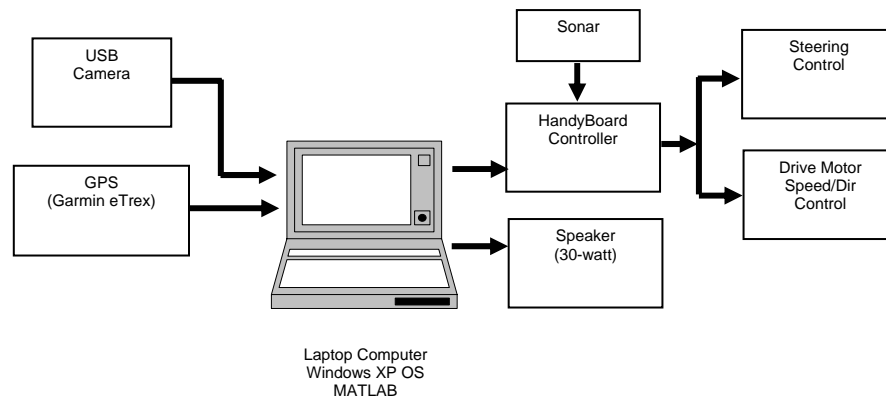 USB
Camera
GPS
(Garmin eTrex)
Sonar
HandyBoard
Controller
Speaker
(30-watt)
Steering
Control
Drive Motor
Speed/Dir
Control
Laptop Computer
Windows XP OS
MATLAB